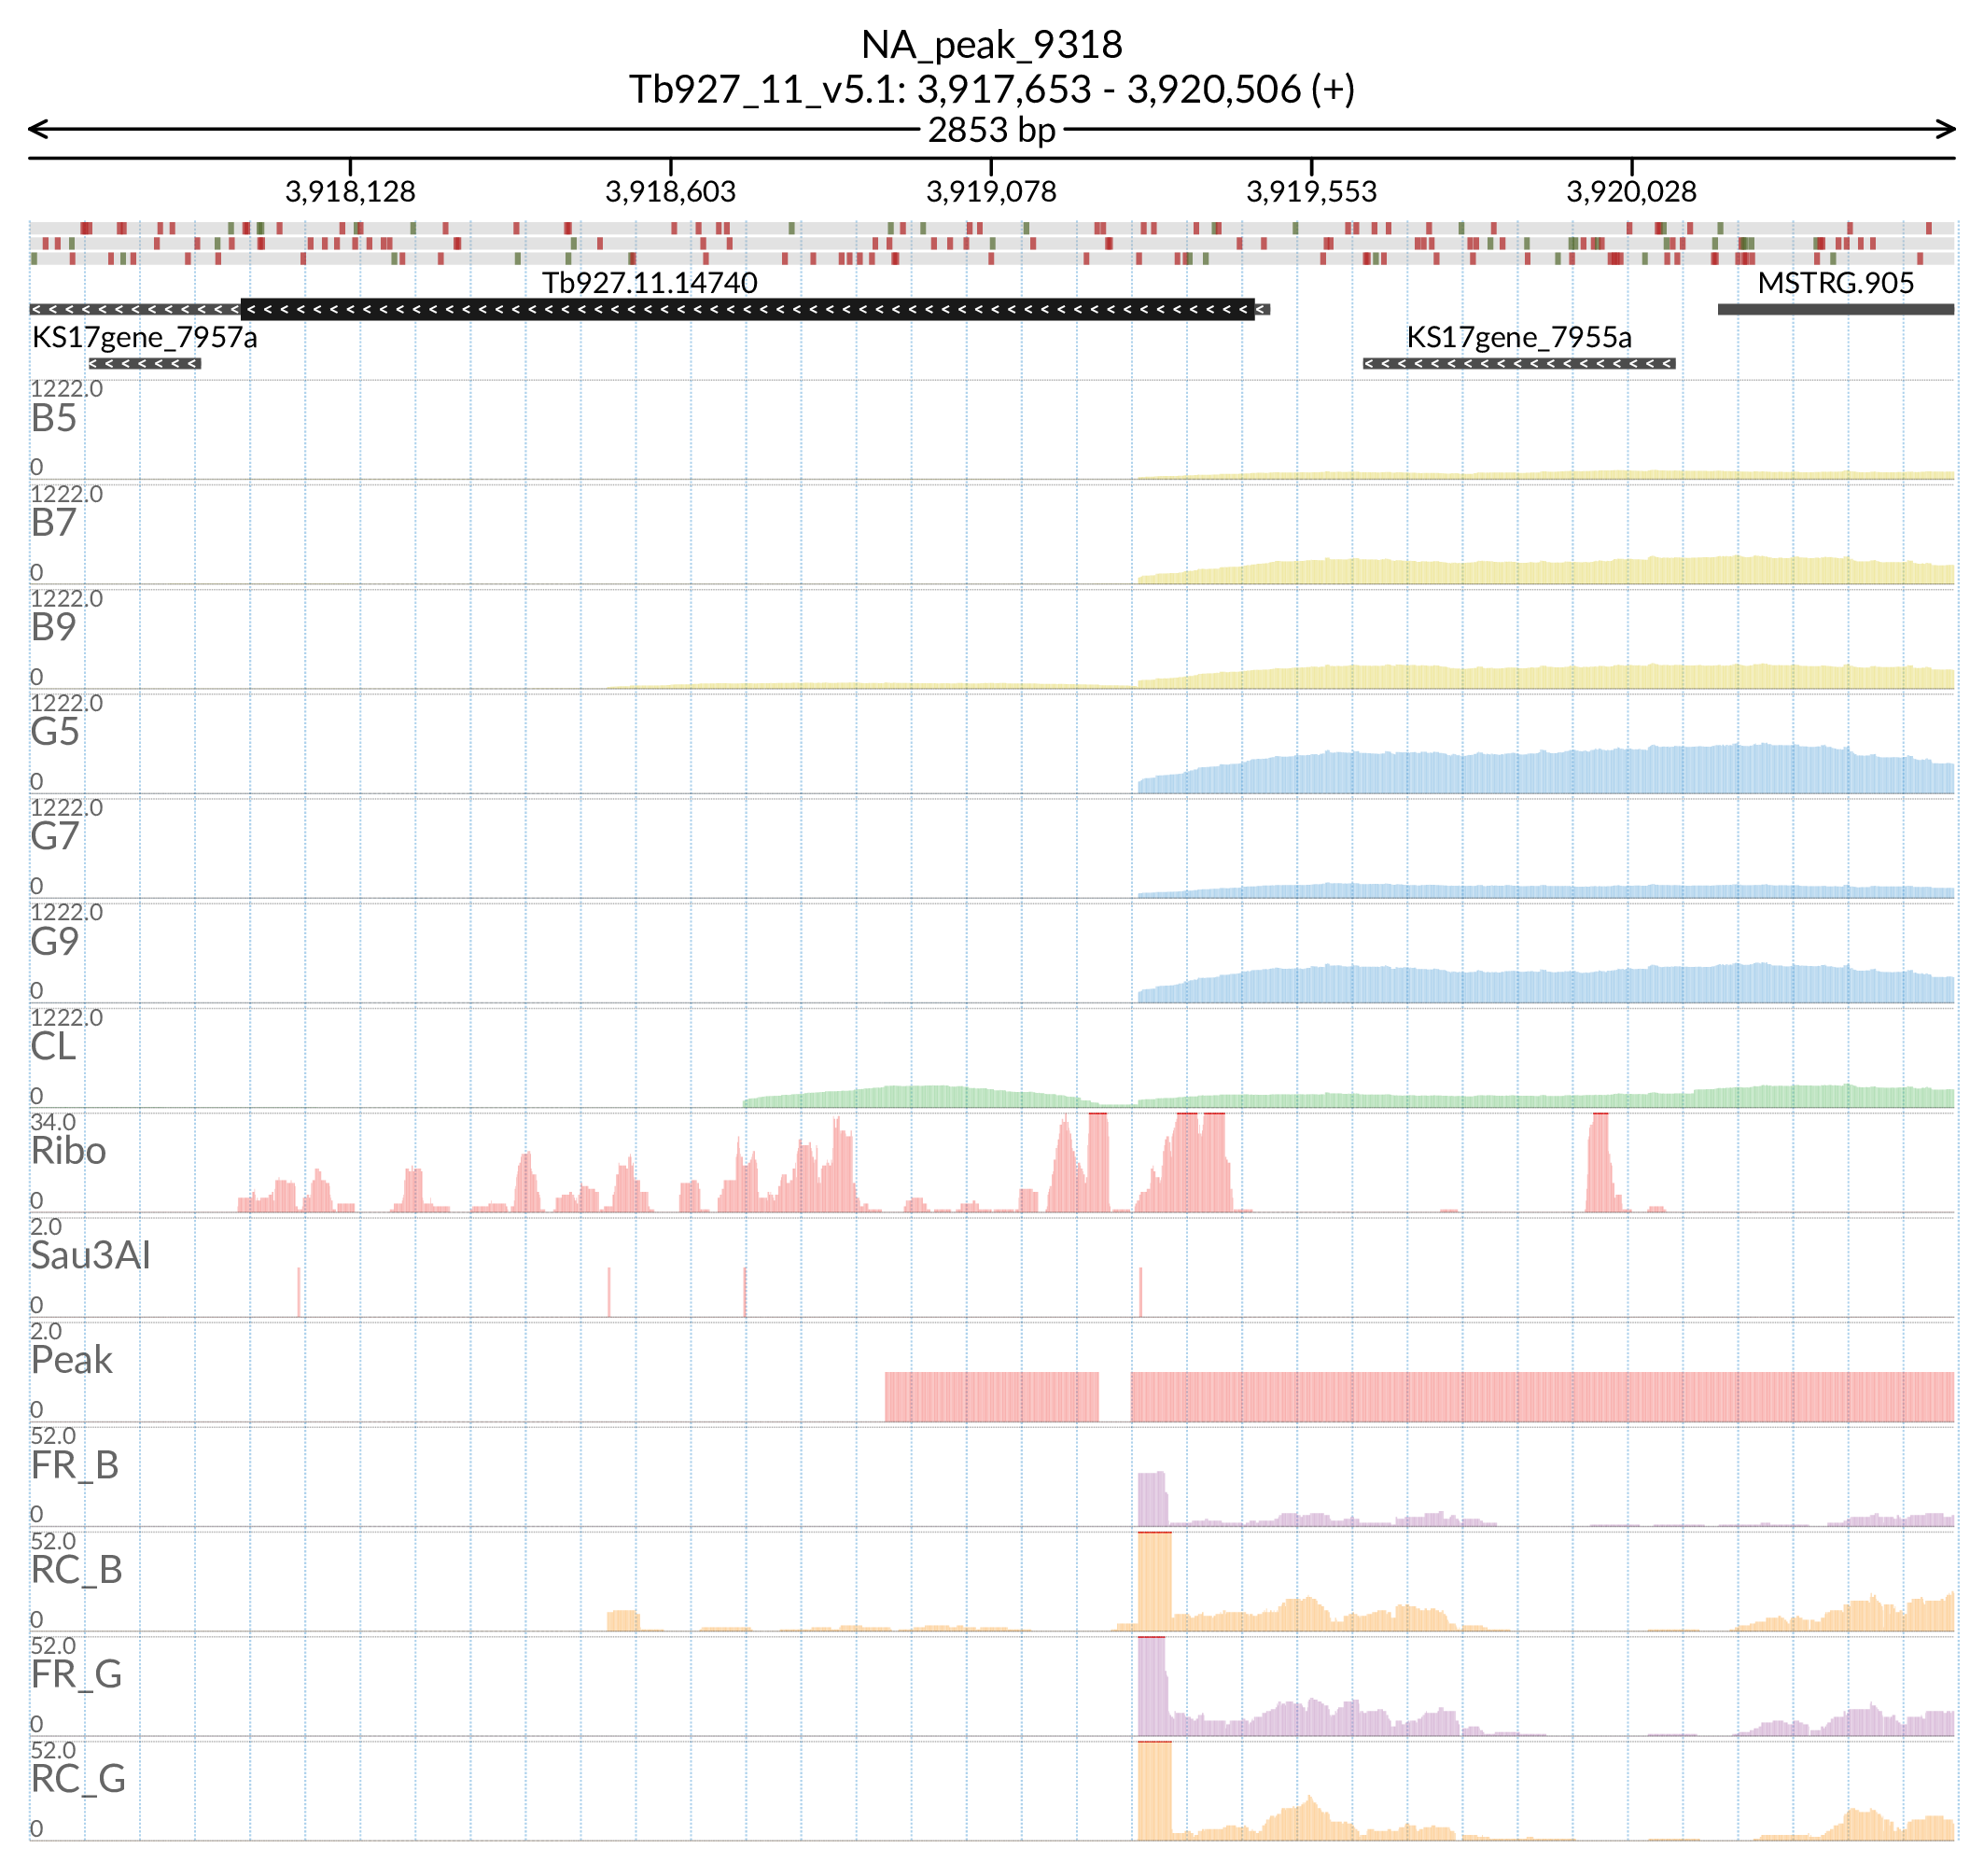 NA_peak_9318
Tb927_11_v5.1: 3,917,653 - 3,920,506 (+)
2853 bp
3,918,128 3,918,603 3,919,078 3,919,553 3,920,028
Tb927.11.14740 MSTRG.905
KS17gene_7957a KS17gene_7955a
1222.0
B5
0
1222.0
B7
0
1222.0
B9
0
1222.0
G5
0
1222.0
G7
0
1222.0
G9
0
1222.0
CL
0
34.0
Ribo
0
2.0
Sau3AI
0
2.0
Peak
0
52.0
FR_B
0
52.0
RC_B
0
52.0
FR_G
0
52.0
RC_G
0